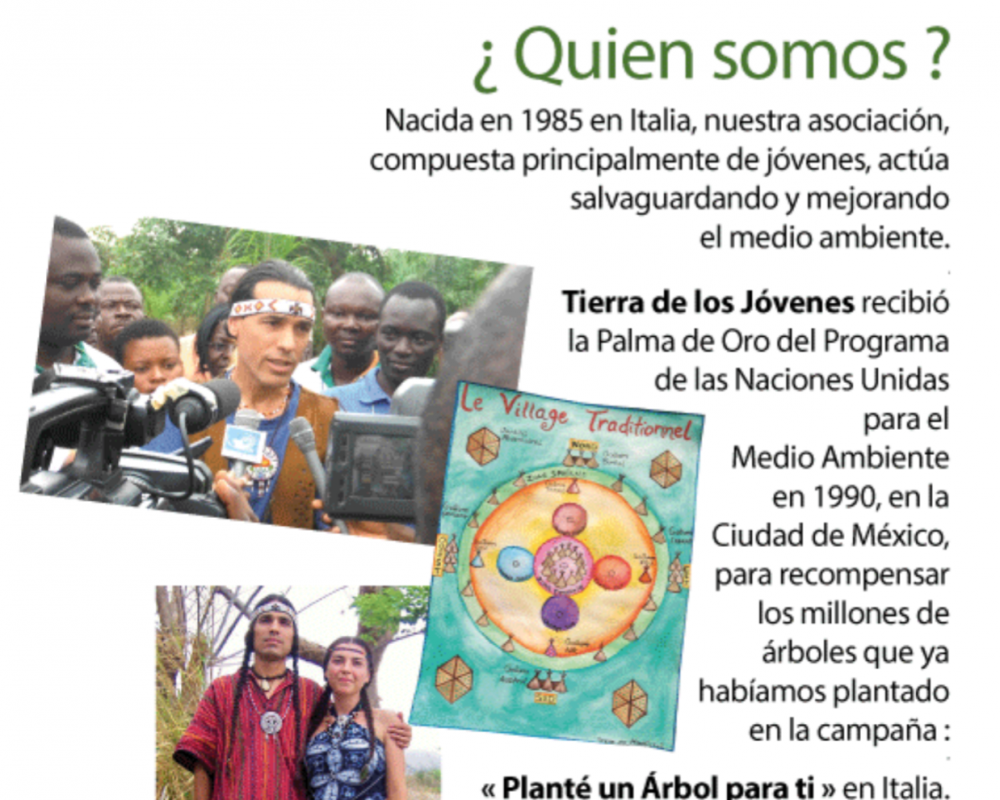 ¿ Quien somos ?
Nacida en 1985 en Italia, nuestra asociación,
compuesta principalmente de jóvenes, actúa
salvaguardando y mejorando
el medio ambiente.
Tierra de los Jóvenes recibió
la Palma de Oro del Programa
de las Naciones Unidas
para el
Medio Ambiente
en 1990, en la
Ciudad de México,
para recompensar
los millones de
árboles que ya
habíamos plantado
en la campaña :
« Planté un Árbol para ti » en Italia.
Le Village Traditionnel